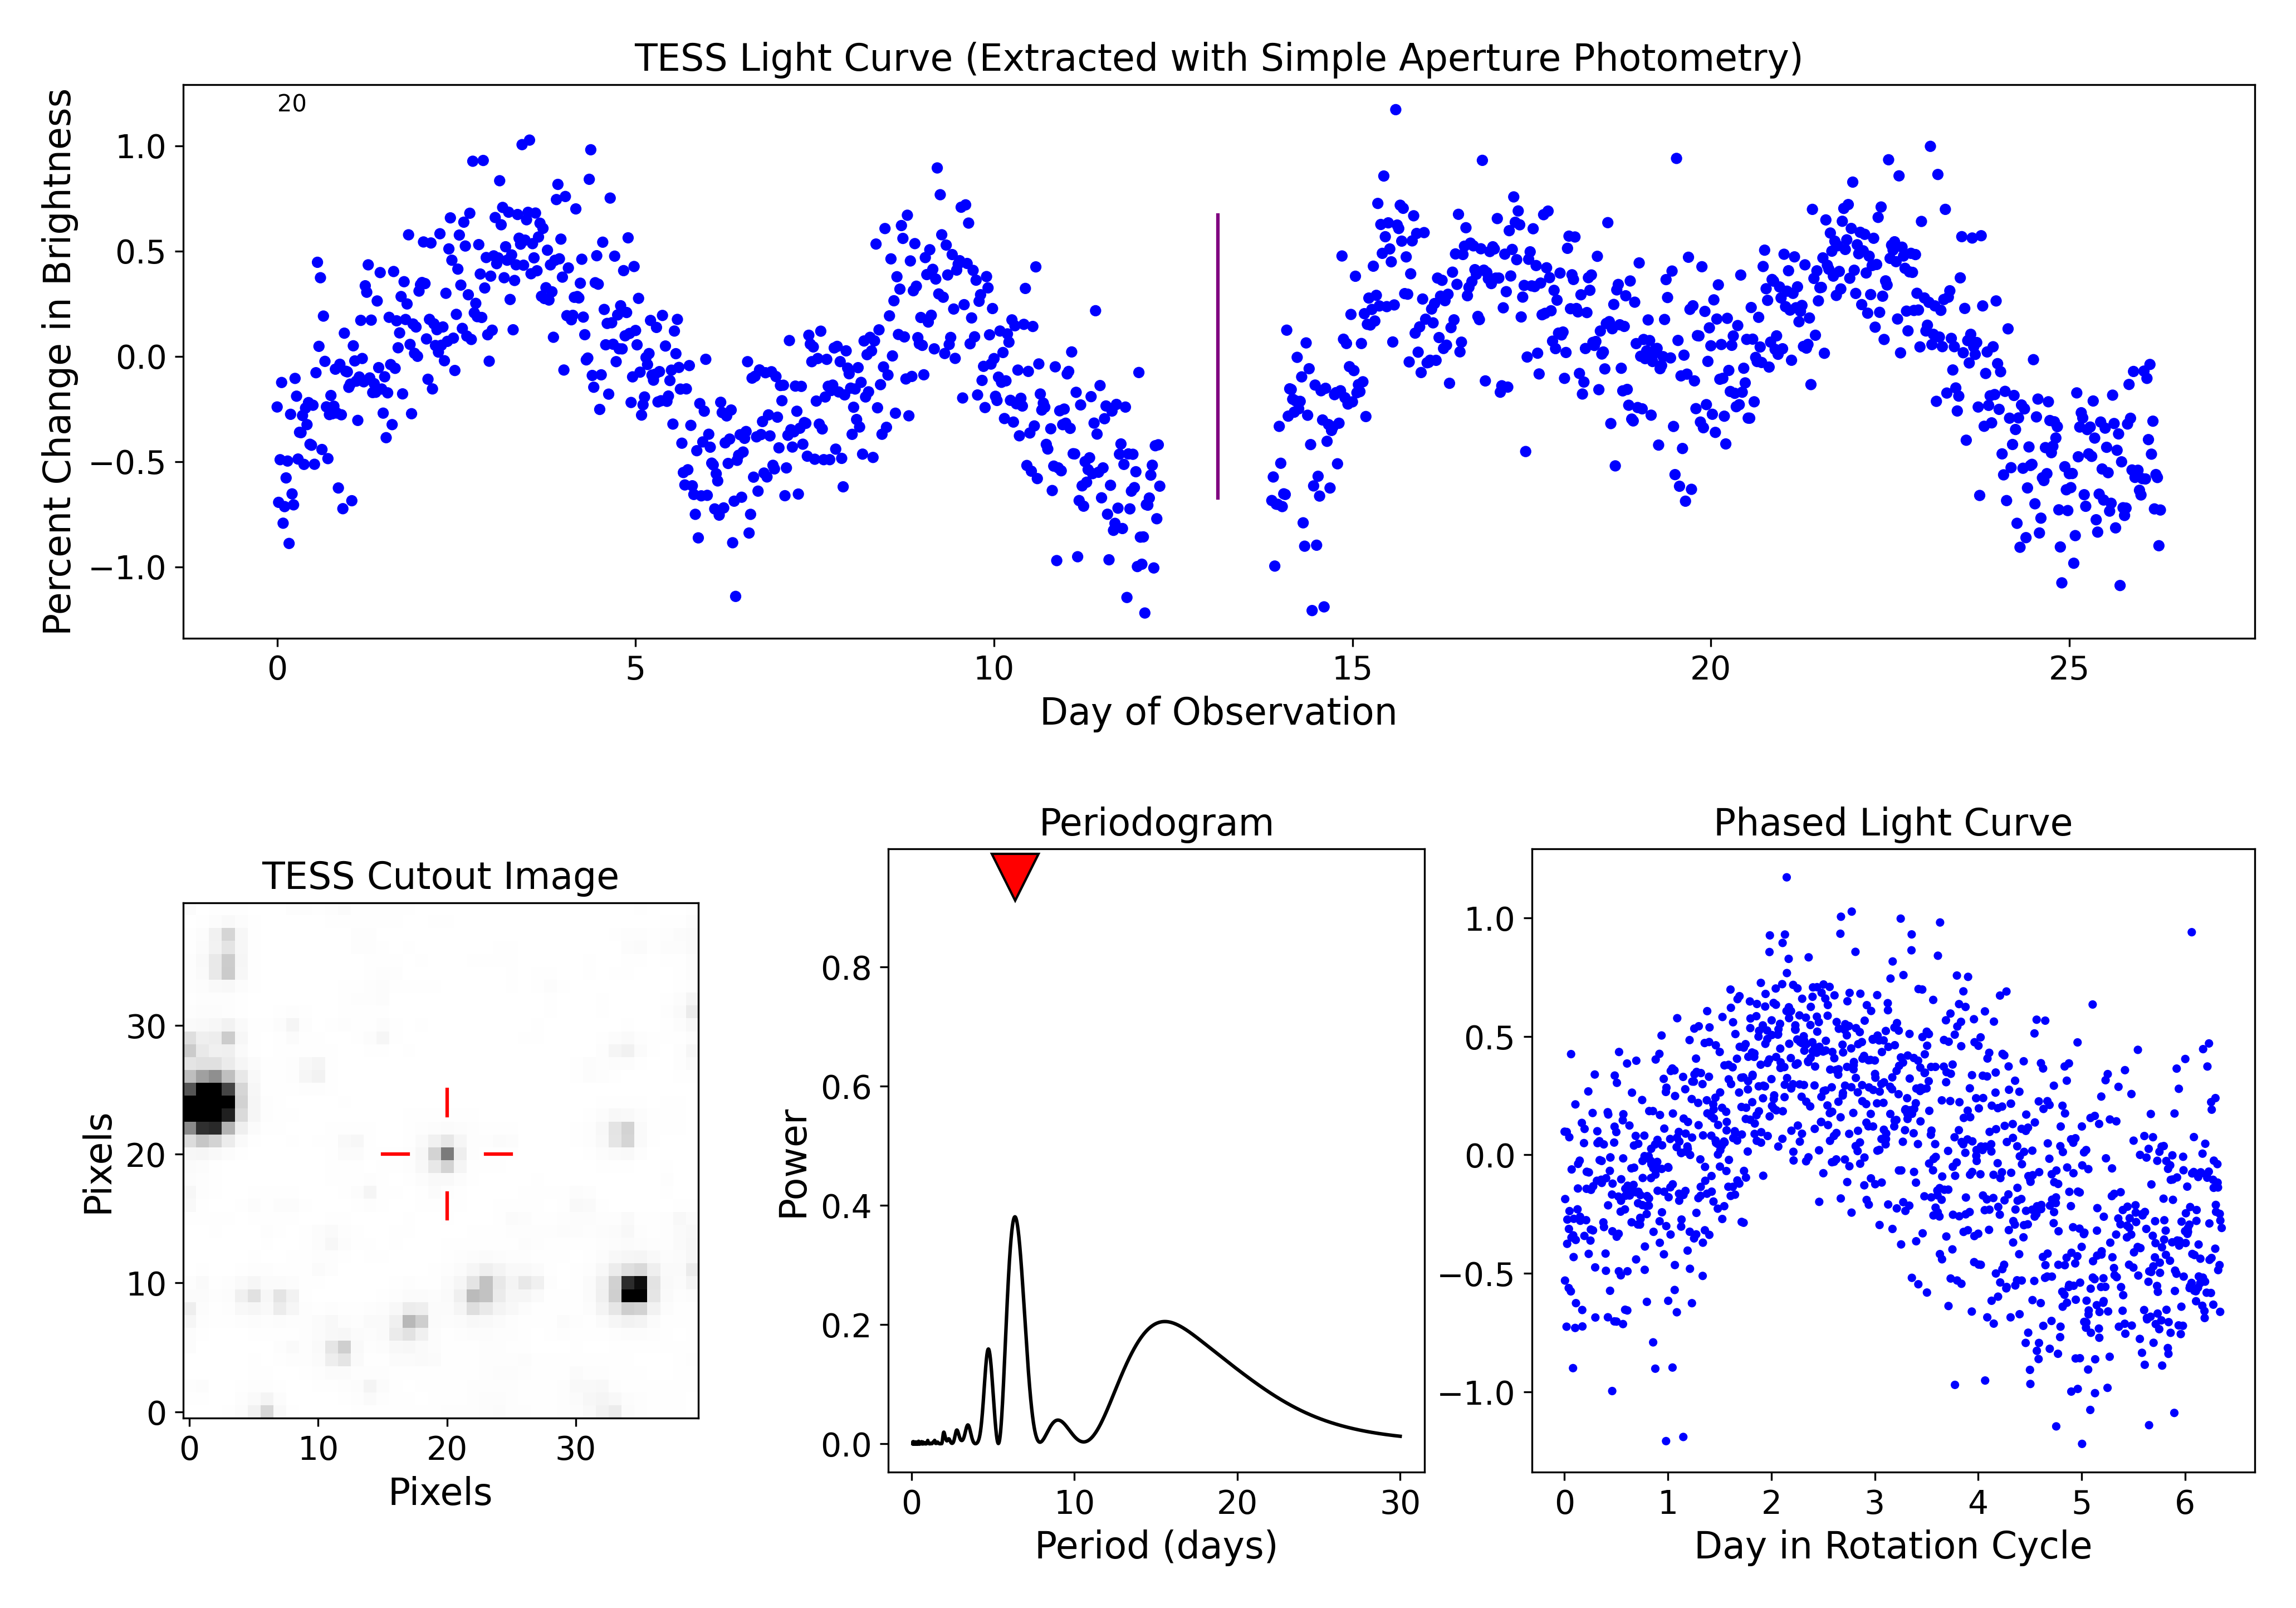 TESS Light Curve (Extracted with Simple Aperture Photometry)
20
Percent Change in Brightness
1.0
0.5
0.0
−0.5
−1.0
0 5 10 15 20 25
Day of Observation
TESS Cutout Image
Pixels
30
20
10
0
0 10 20 30
Pixels
Periodogram
Power
0.8
0.6
0.4
0.2
0.0
0 10 20 30
Period (days)
Phased Light Curve
1.0
0.5
0.0
−0.5
−1.0
0 1 2 3 4 5 6
Day in Rotation Cycle